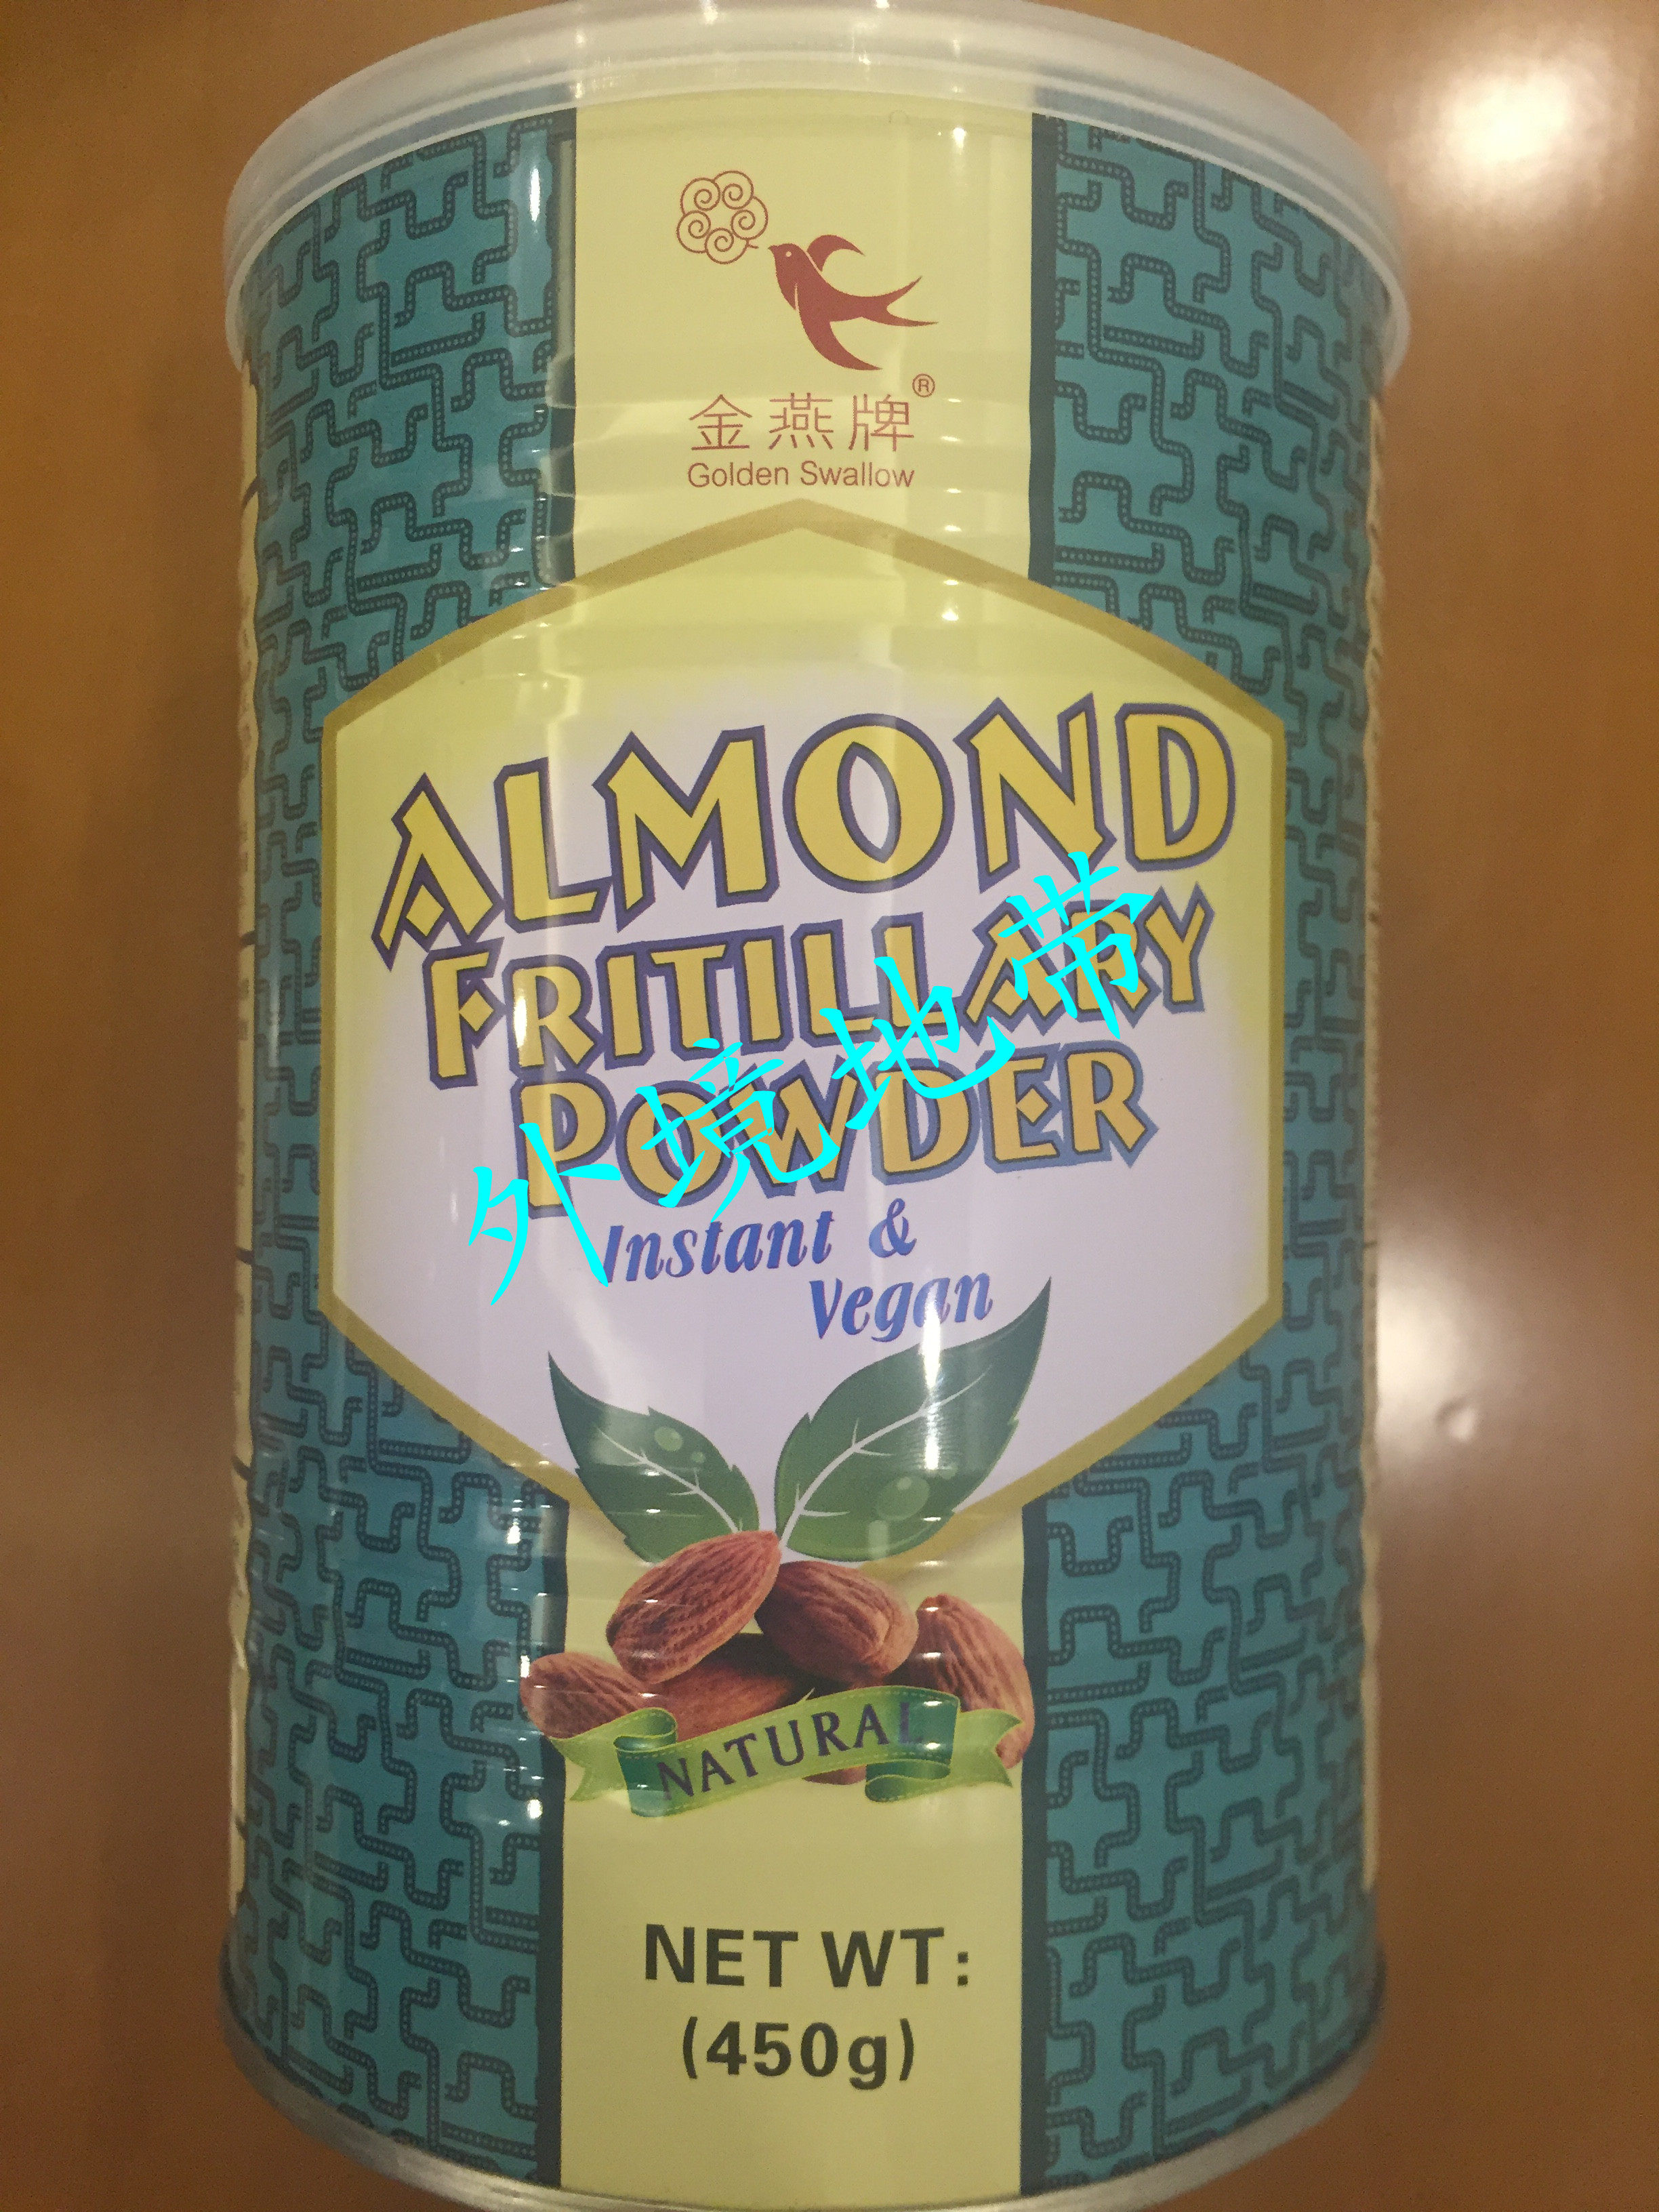 金燕牌®
Golden Swallow
ALMOND
FRITILLARY
POWDER
外境地带
Instant &
Vegan
NATURAL
NET WT:
(450g)